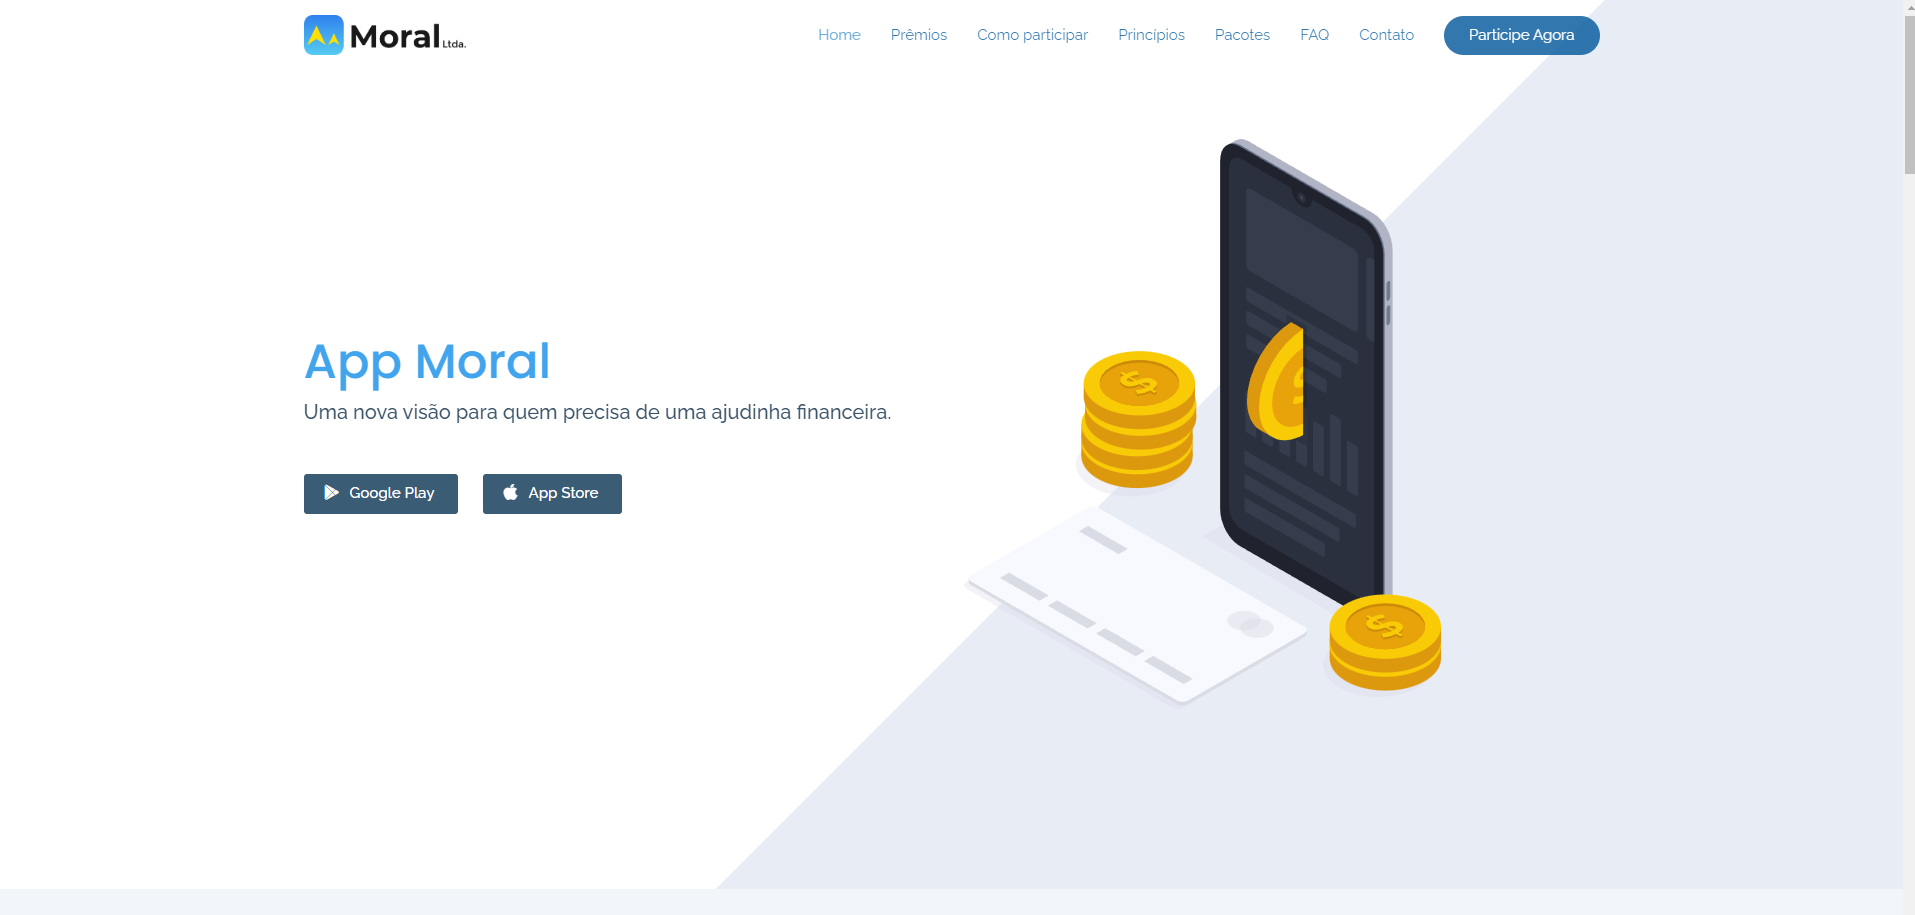 Moral Ltda.
Home Prêmios Como participar Princípios Pacotes FAQ Contato Participe Agora
App Moral
Uma nova visão para quem precisa de uma ajudinha financeira.
Google Play App Store